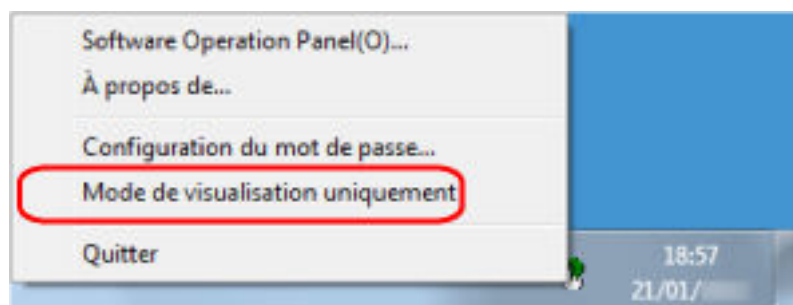 Software Operation Panel(O)...
À propos de...
Configuration du mot de passe...
Mode de visualisation uniquement
Quitter
18:57
21/01/